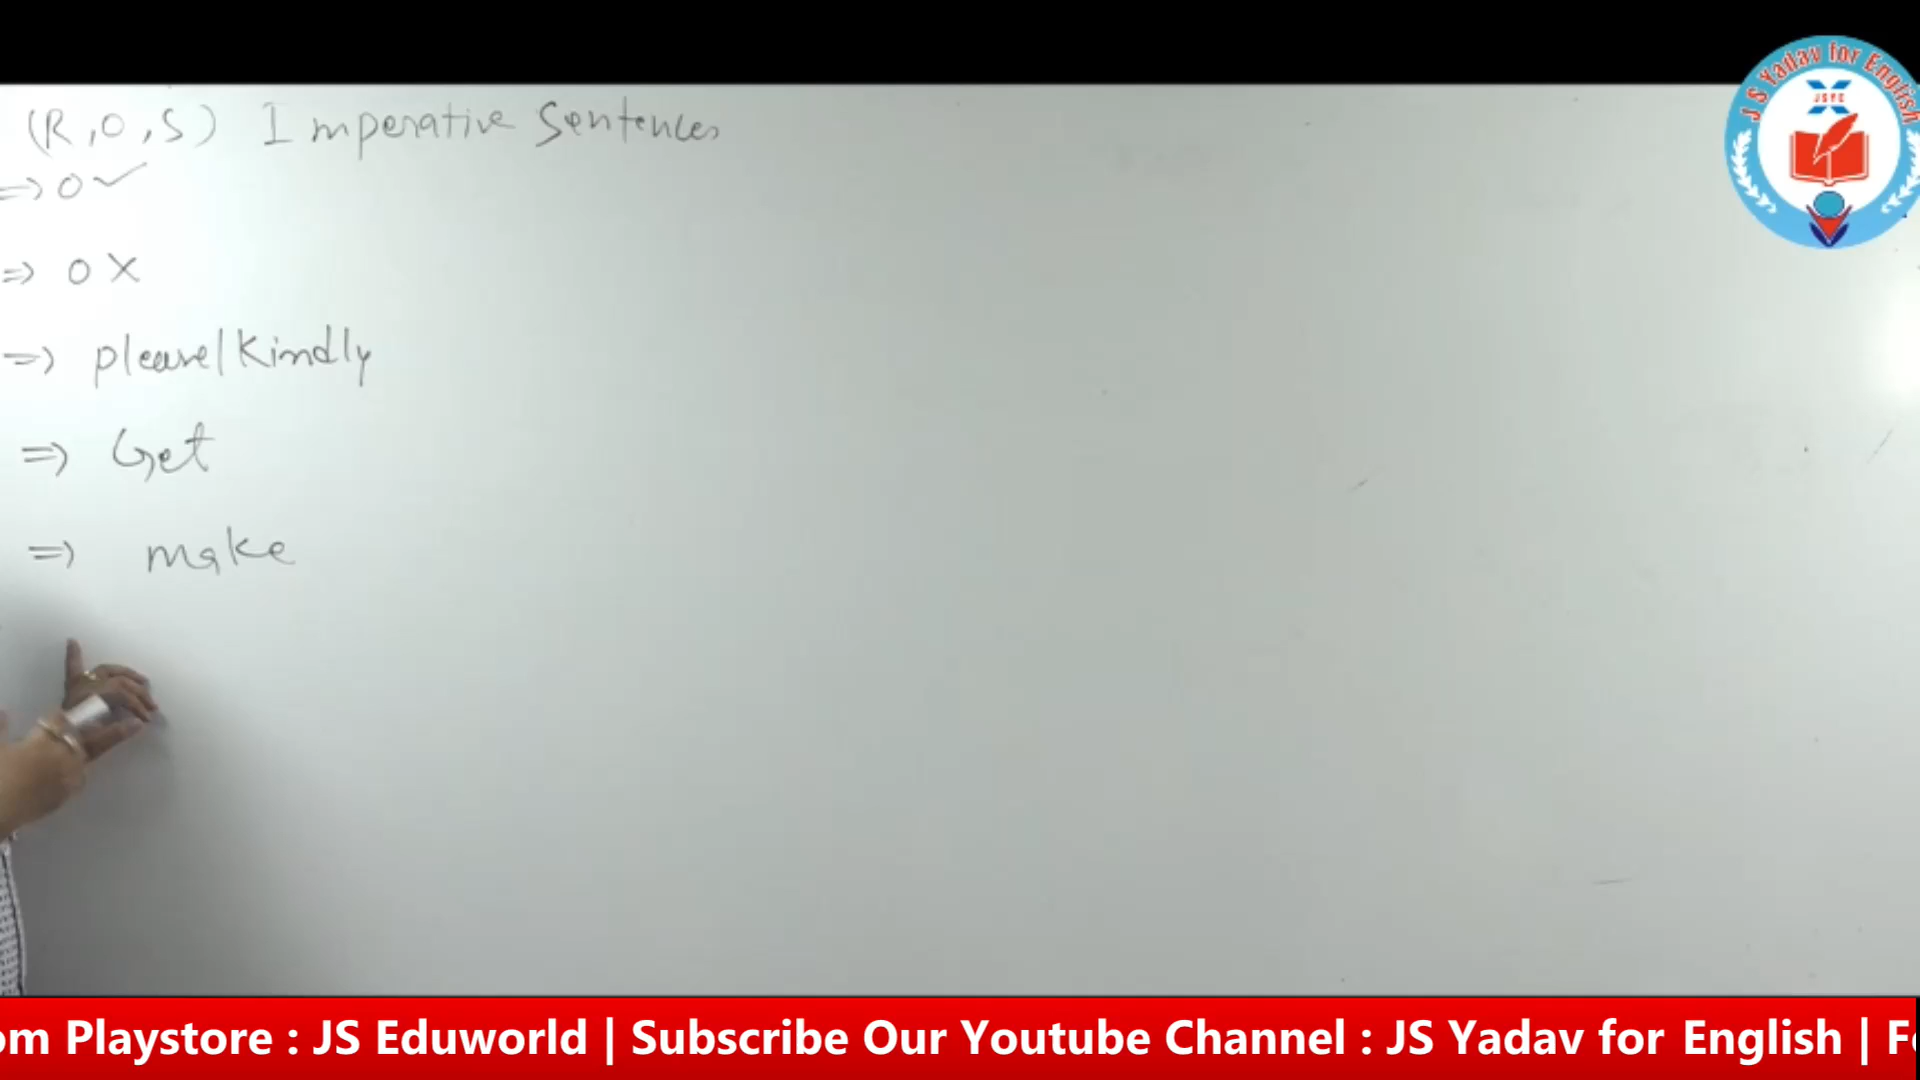 (R, O, S) Imperative Sentences
=> O ✓
=> O X
=> please/Kindly
=> Get
=> make
J S Yadav for English
JSYE
om Playstore : JS Eduworld | Subscribe Our Youtube Channel : JS Yadav for English | F